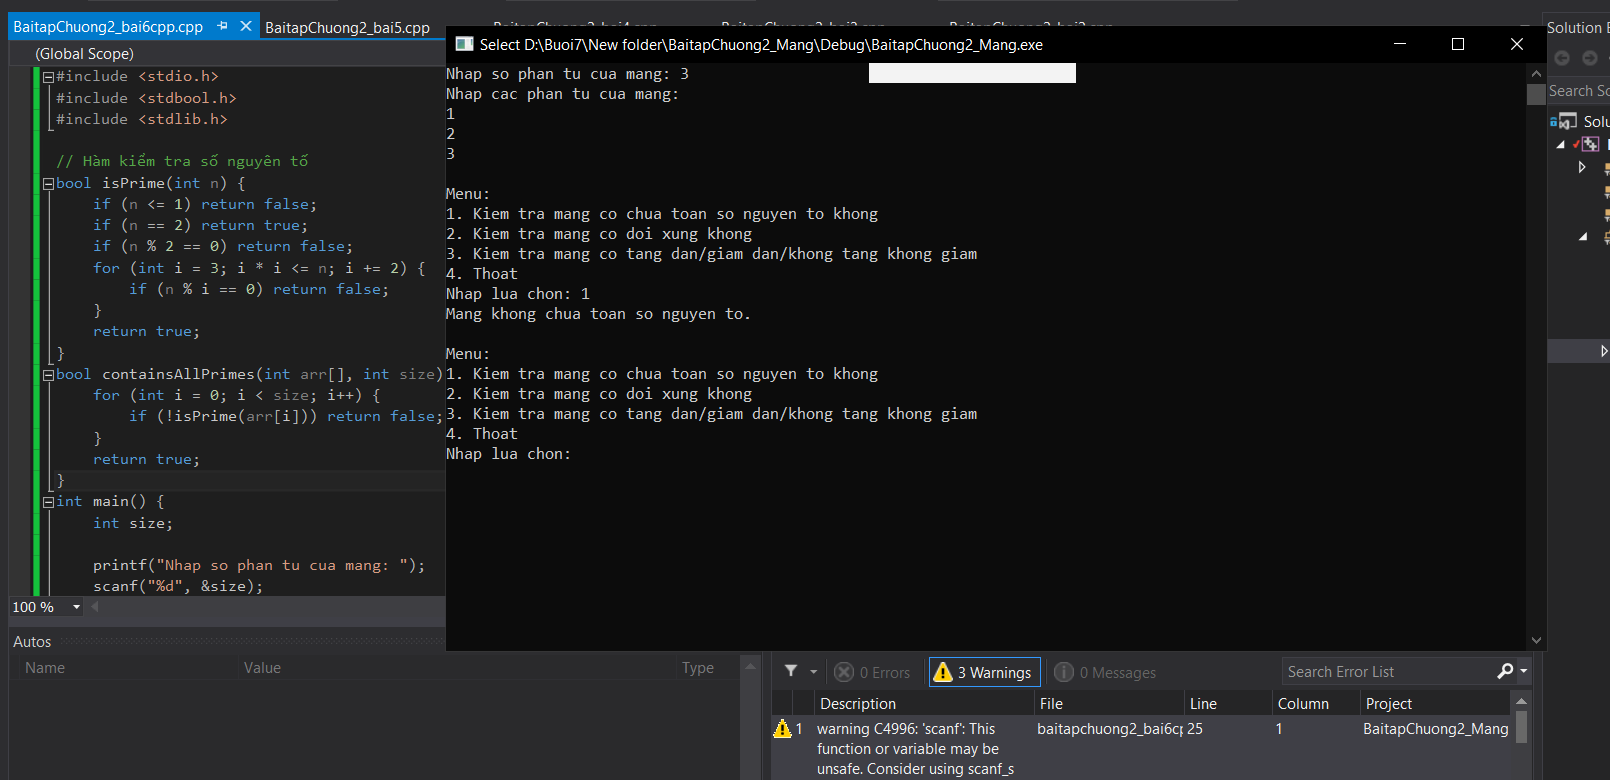 BaitapChuong2_bai6cpp.cpp
BaitapChuong2_bai5.cpp
(Global Scope)
#include <stdio.h>
#include <stdbool.h>
#include <stdlib.h>
// Hàm kiểm tra số nguyên tố
bool isPrime(int n) {
if (n <= 1) return false;
if (n == 2) return true;
if (n % 2 == 0) return false;
for (int i = 3; i * i <= n; i += 2) {
if (n % i == 0) return false;
}
return true;
}
bool containsAllPrimes(int arr[], int size)
for (int i = 0; i < size; i++) {
if (!isPrime(arr[i])) return false;
}
return true;
}
int main() {
int size;
printf("Nhap so phan tu cua mang: ");
scanf("%d", &size);
100 %
Select D:\Buoi7\New folder\BaitapChuong2_Mang\Debug\BaitapChuong2_Mang.exe
Nhap so phan tu cua mang: 3
Nhap cac phan tu cua mang:
1
2
3
Menu:
1. Kiem tra mang co chua toan so nguyen to khong
2. Kiem tra mang co doi xung khong
3. Kiem tra mang co tang dan/giam dan/khong tang khong giam
4. Thoat
Nhap lua chon: 1
Mang khong chua toan so nguyen to.
Menu:
1. Kiem tra mang co chua toan so nguyen to khong
2. Kiem tra mang co doi xung khong
3. Kiem tra mang co tang dan/giam dan/khong tang khong giam
4. Thoat
Nhap lua chon:
Solution E
Search So
Solu
Autos
Name Value Type
0 Errors 3 Warnings 0 Messages Search Error List
Description File Line Column Project
1 warning C4996: 'scanf': This baitapchuong2_bai6cp 25 1 BaitapChuong2_Mang
function or variable may be
unsafe. Consider using scanf_s